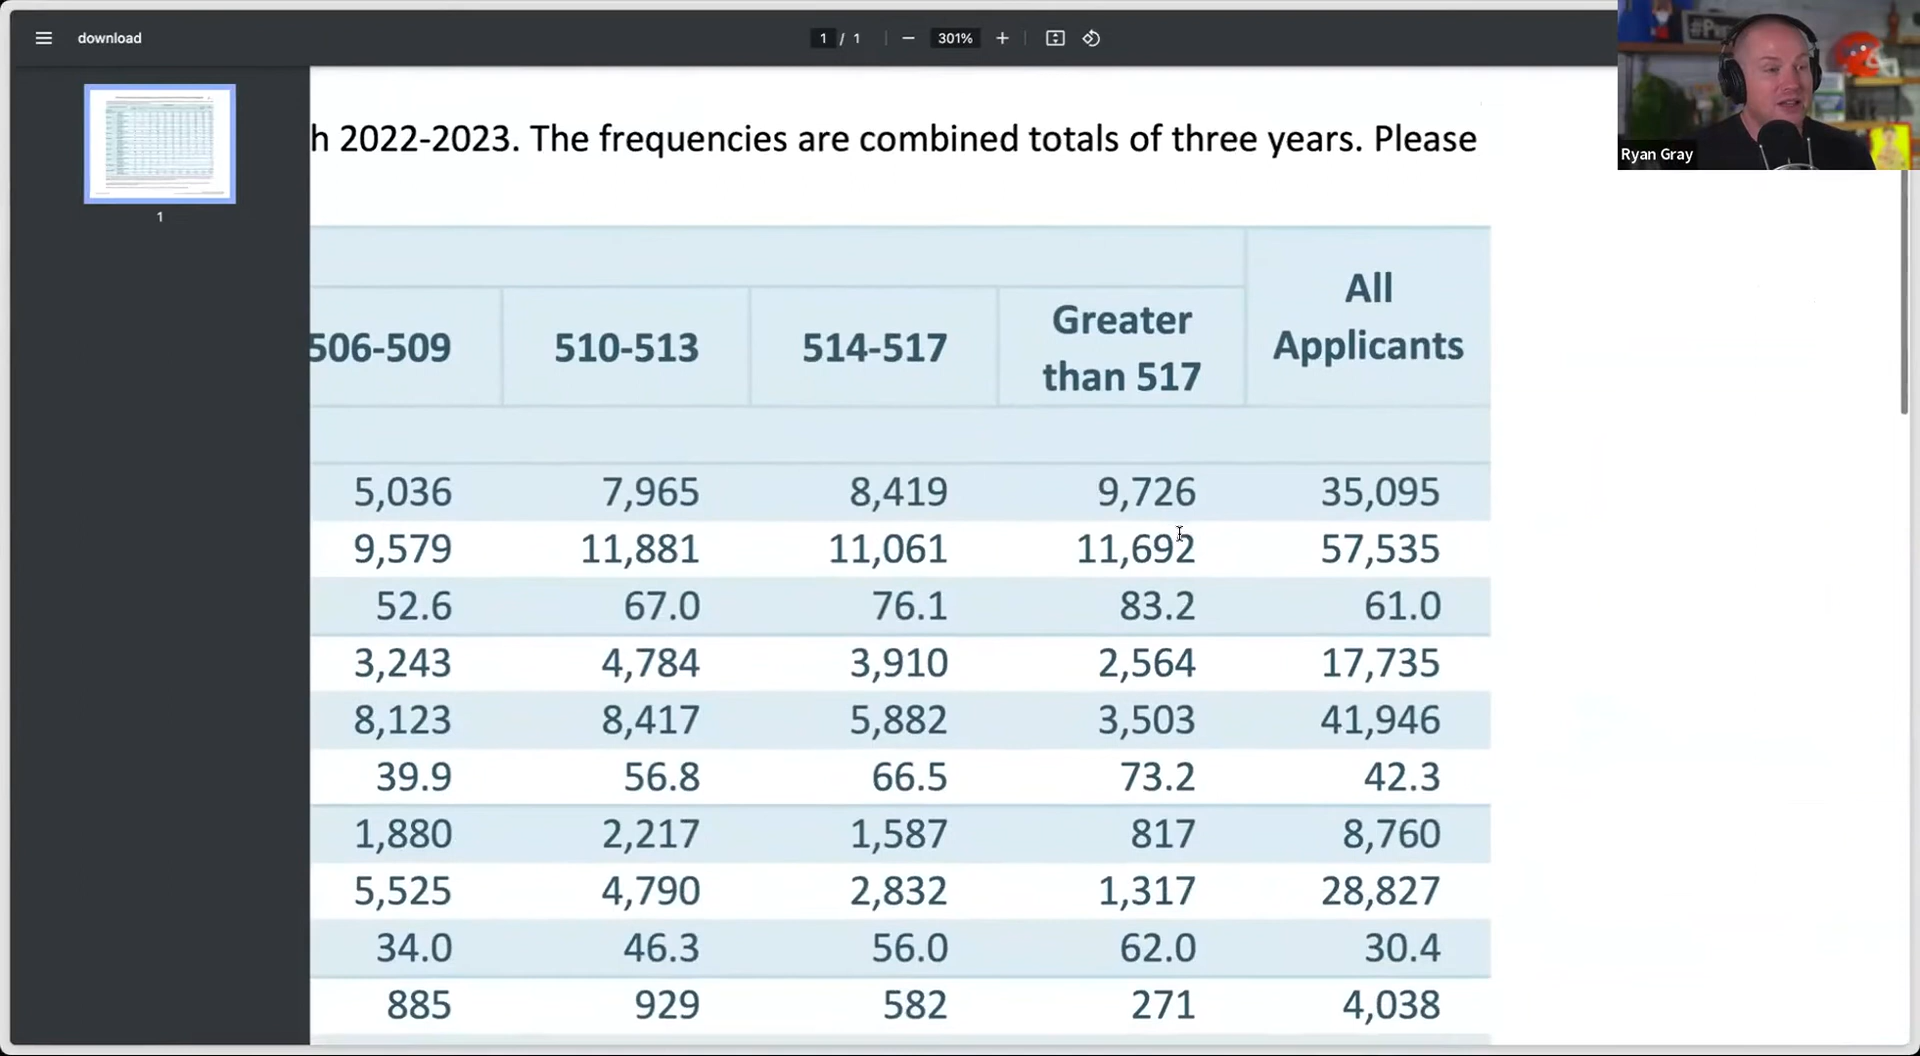 download
1 / 1
301%
Ryan Gray
1
h 2022-2023. The frequencies are combined totals of three years. Please
506-509 510-513 514-517 Greater than 517 All Applicants
5,036 7,965 8,419 9,726 35,095
9,579 11,881 11,061 11,692 57,535
52.6 67.0 76.1 83.2 61.0
3,243 4,784 3,910 2,564 17,735
8,123 8,417 5,882 3,503 41,946
39.9 56.8 66.5 73.2 42.3
1,880 2,217 1,587 817 8,760
5,525 4,790 2,832 1,317 28,827
34.0 46.3 56.0 62.0 30.4
885 929 582 271 4,038